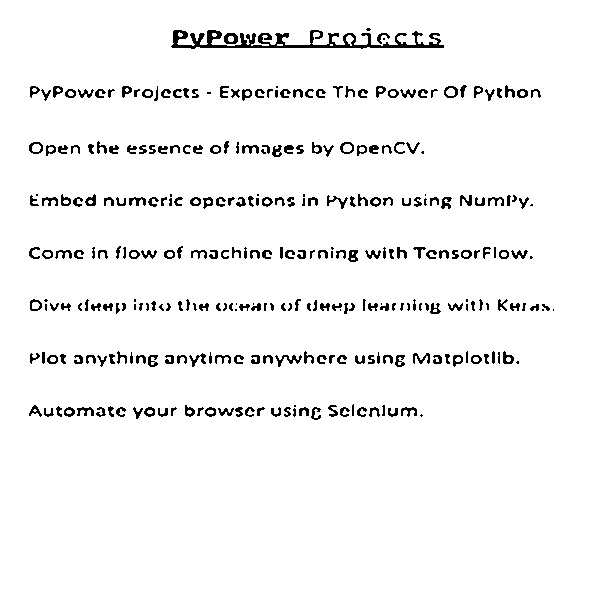 PyPower Projects
PyPower Projects - Experience The Power Of Python
Open the essence of images by OpenCV.
Embed numeric operations in Python using NumPy.
Come in flow of machine learning with TensorFlow.
Dive deep into the ocean of deep learning with Keras.
Plot anything anytime anywhere using Matplotlib.
Automate your browser using Selenium.